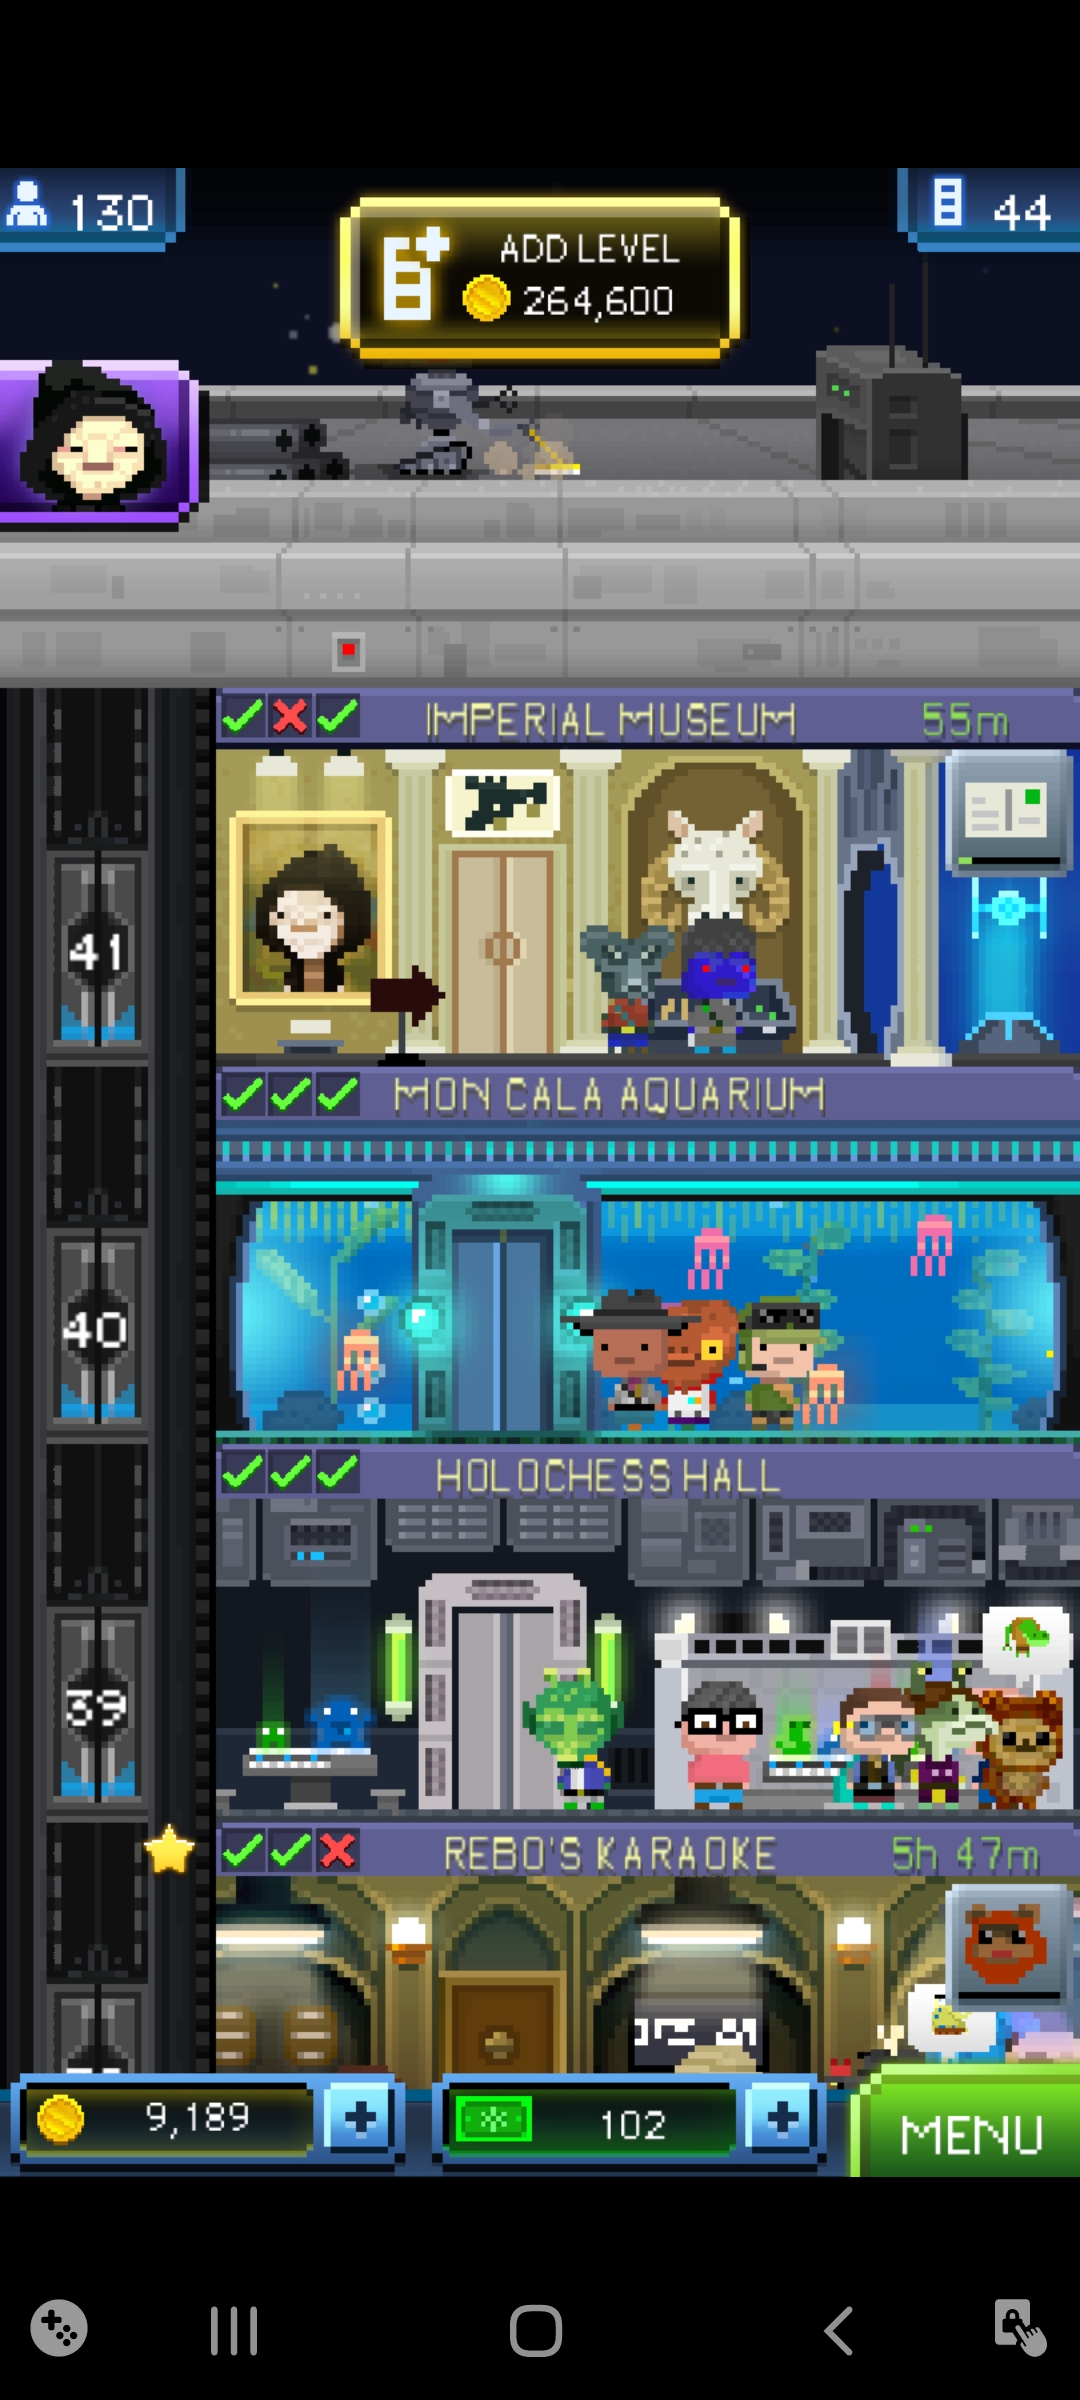 130
ADD LEVEL
264,600
44
IMPERIAL MUSEUM 55m
41
MON CALA AQUARIUM
40
HOLOCHESS HALL
39
REBO'S KARAOKE 5h 47m
9,189
102
MENU